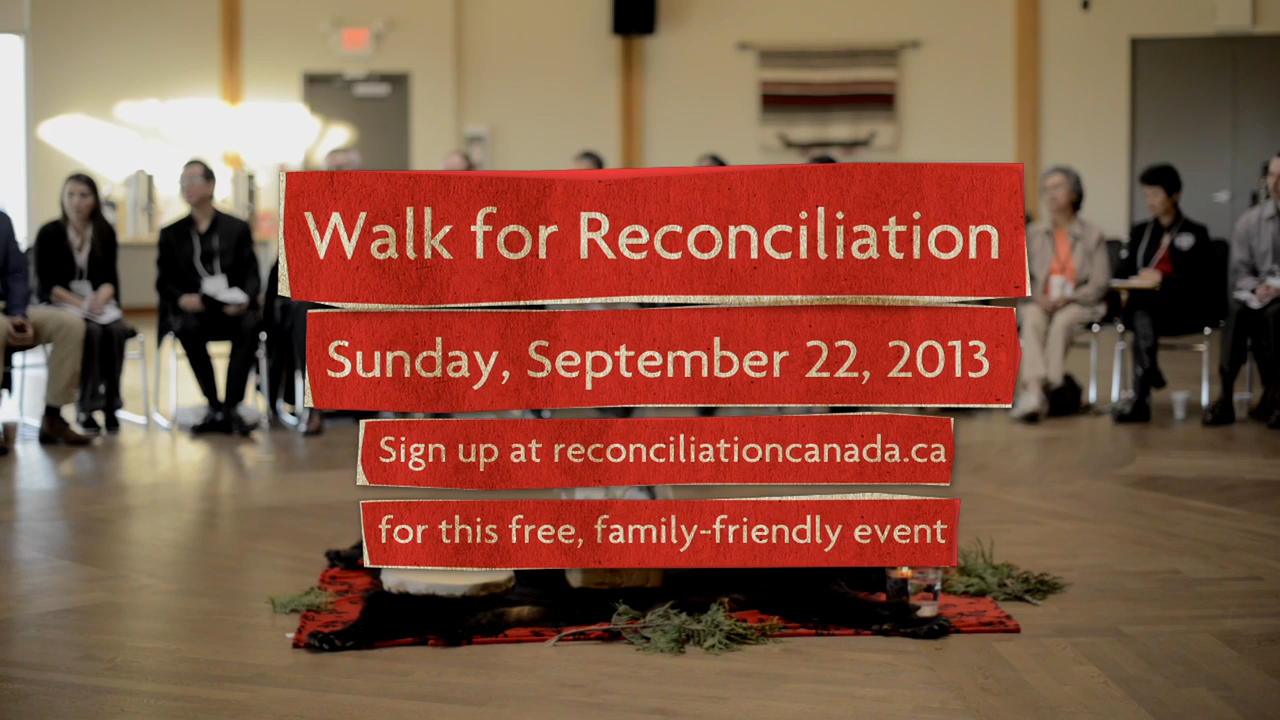 Walk for Reconciliation
Sunday, September 22, 2013
Sign up at reconciliationcanada.ca
for this free, family-friendly event